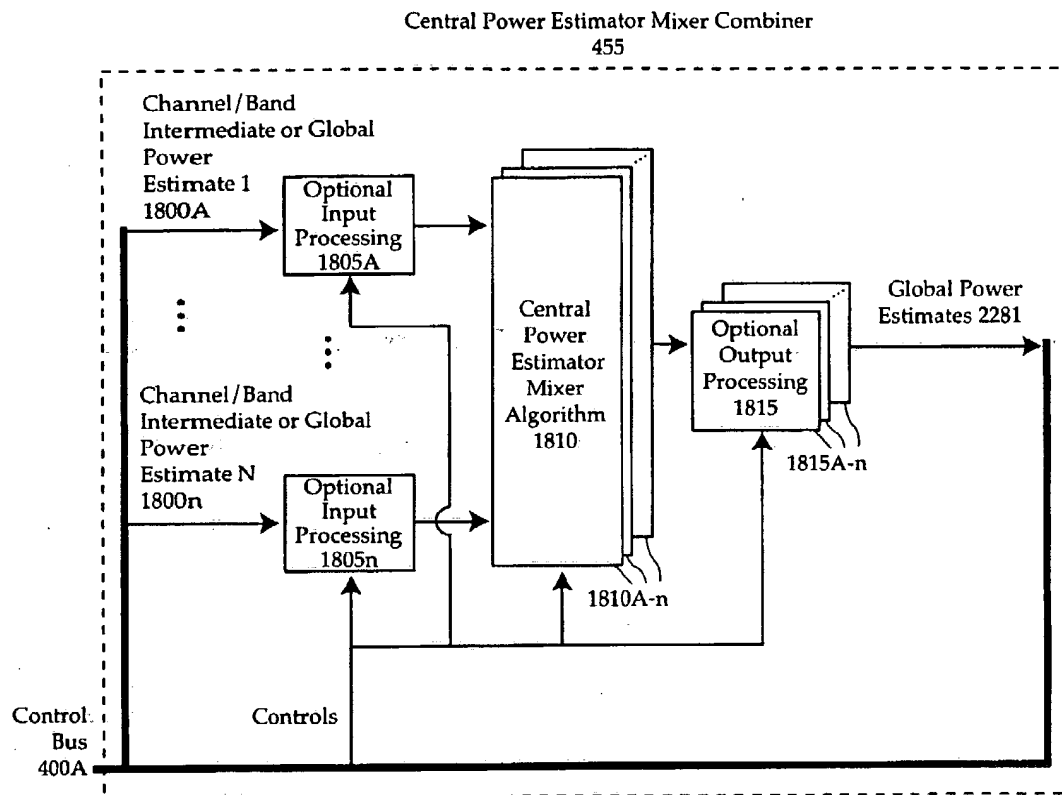 Central Power Estimator Mixer Combiner
455
Channel/Band
Intermediate or Global
Power
Estimate 1
1800A
Optional
Input
Processing
1805A
Central
Power
Estimator
Mixer
Algorithm
1810
Optional
Output
Processing
1815
Global Power
Estimates 2281
Channel/Band
Intermediate or Global
Power
Estimate N
1800n
Optional
Input
Processing
1805n
1815A-n
1810A-n
Controls
Control
Bus
400A